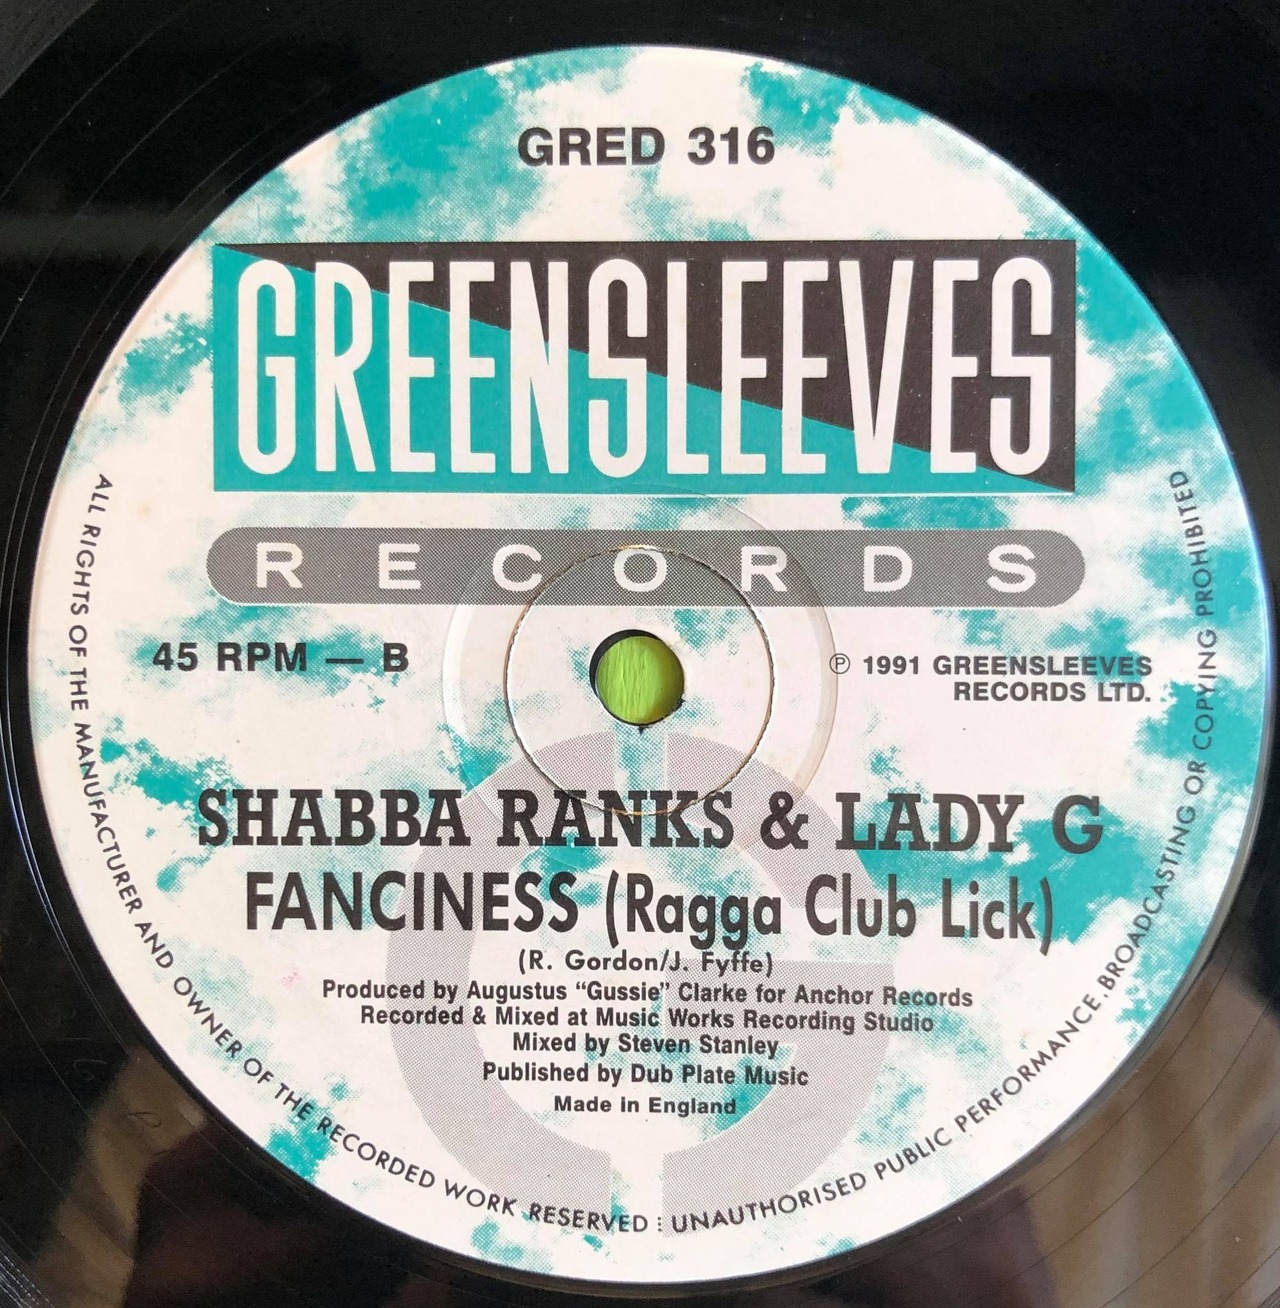 GRED 316
GREENSLEEVES
RECORDS
45 RPM — B
℗ 1991 GREENSLEEVES
RECORDS LTD.
SHABBA RANKS & LADY G
FANCINESS (Ragga Club Lick)
(R. Gordon/J. Fyffe)
Produced by Augustus “Gussie” Clarke for Anchor Records
Recorded & Mixed at Music Works Recording Studio
Mixed by Steven Stanley
Published by Dub Plate Music
Made in England
ALL RIGHTS OF THE MANUFACTURER AND OWNER OF THE RECORDED WORK RESERVED : UNAUTHORISED PUBLIC PERFORMANCE, BROADCASTING OR COPYING PROHIBITED